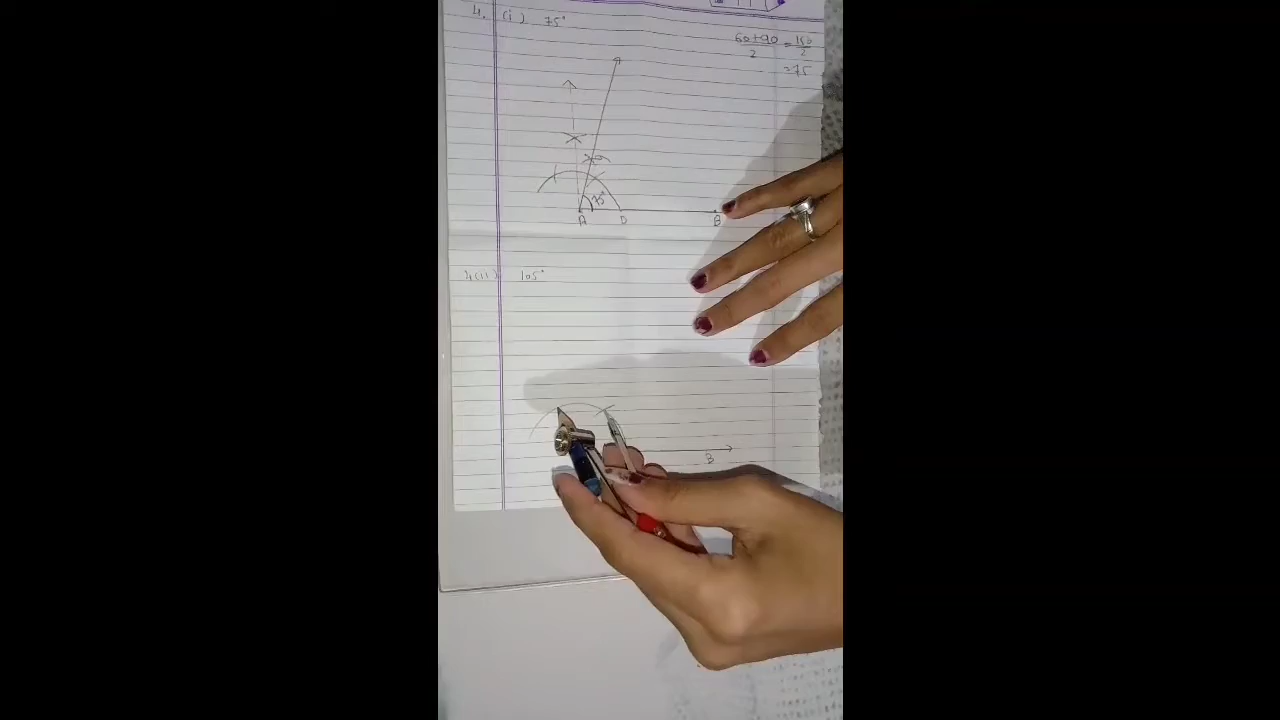 4. (i) 75°
60+90/2 = 150/2
= 75
75°
A D B
4(ii) 105°
B